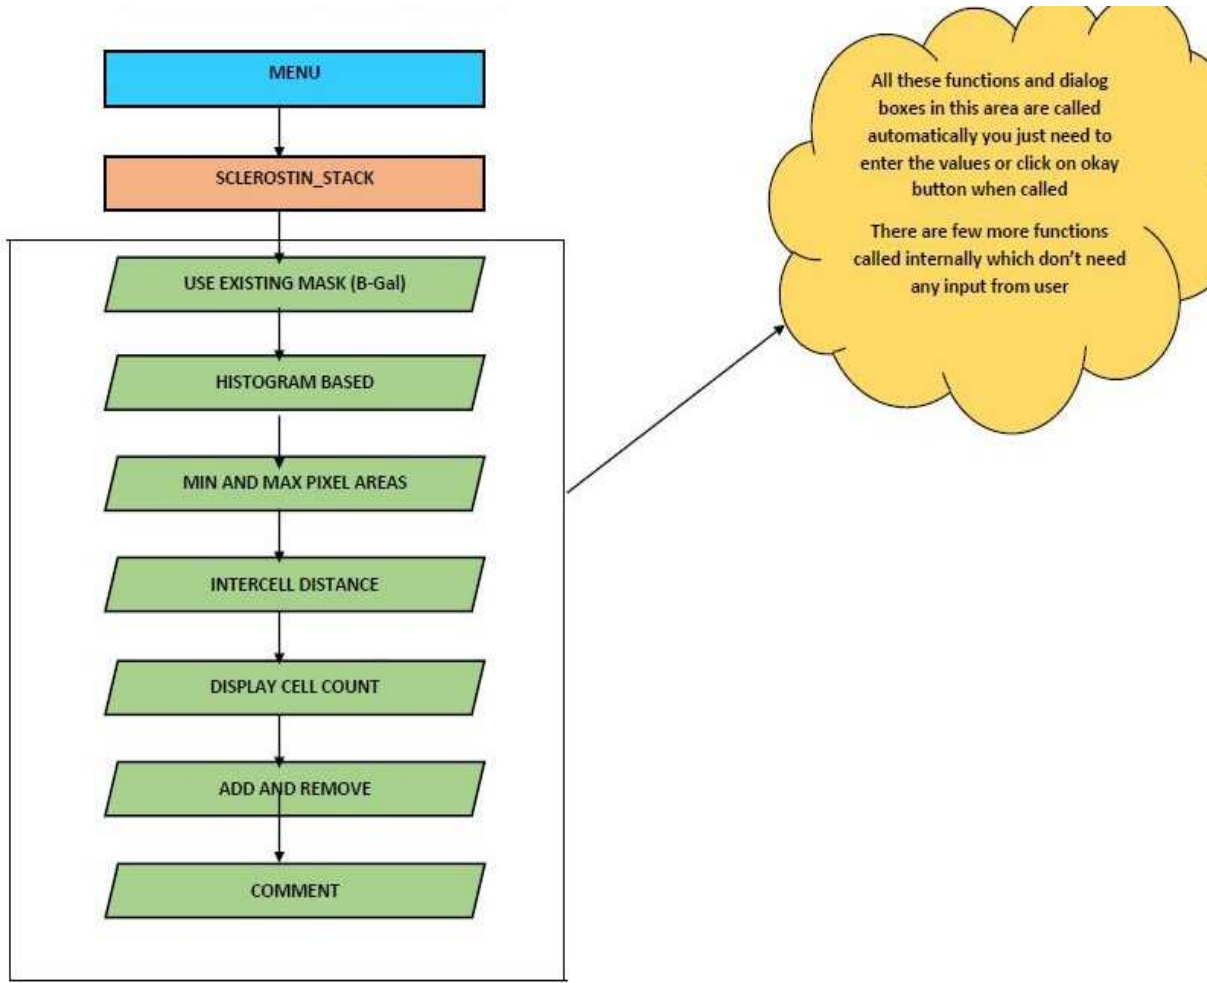 MENU
SCLEROSTIN_STACK
USE EXISTING MASK (B-Gal)
HISTOGRAM BASED
MIN AND MAX PIXEL AREAS
INTERCELL DISTANCE
DISPLAY CELL COUNT
ADD AND REMOVE
COMMENT
All these functions and dialog
boxes in this area are called
automatically you just need to
enter the values or click on okay
button when called
There are few more functions
called internally which don't need
any input from user